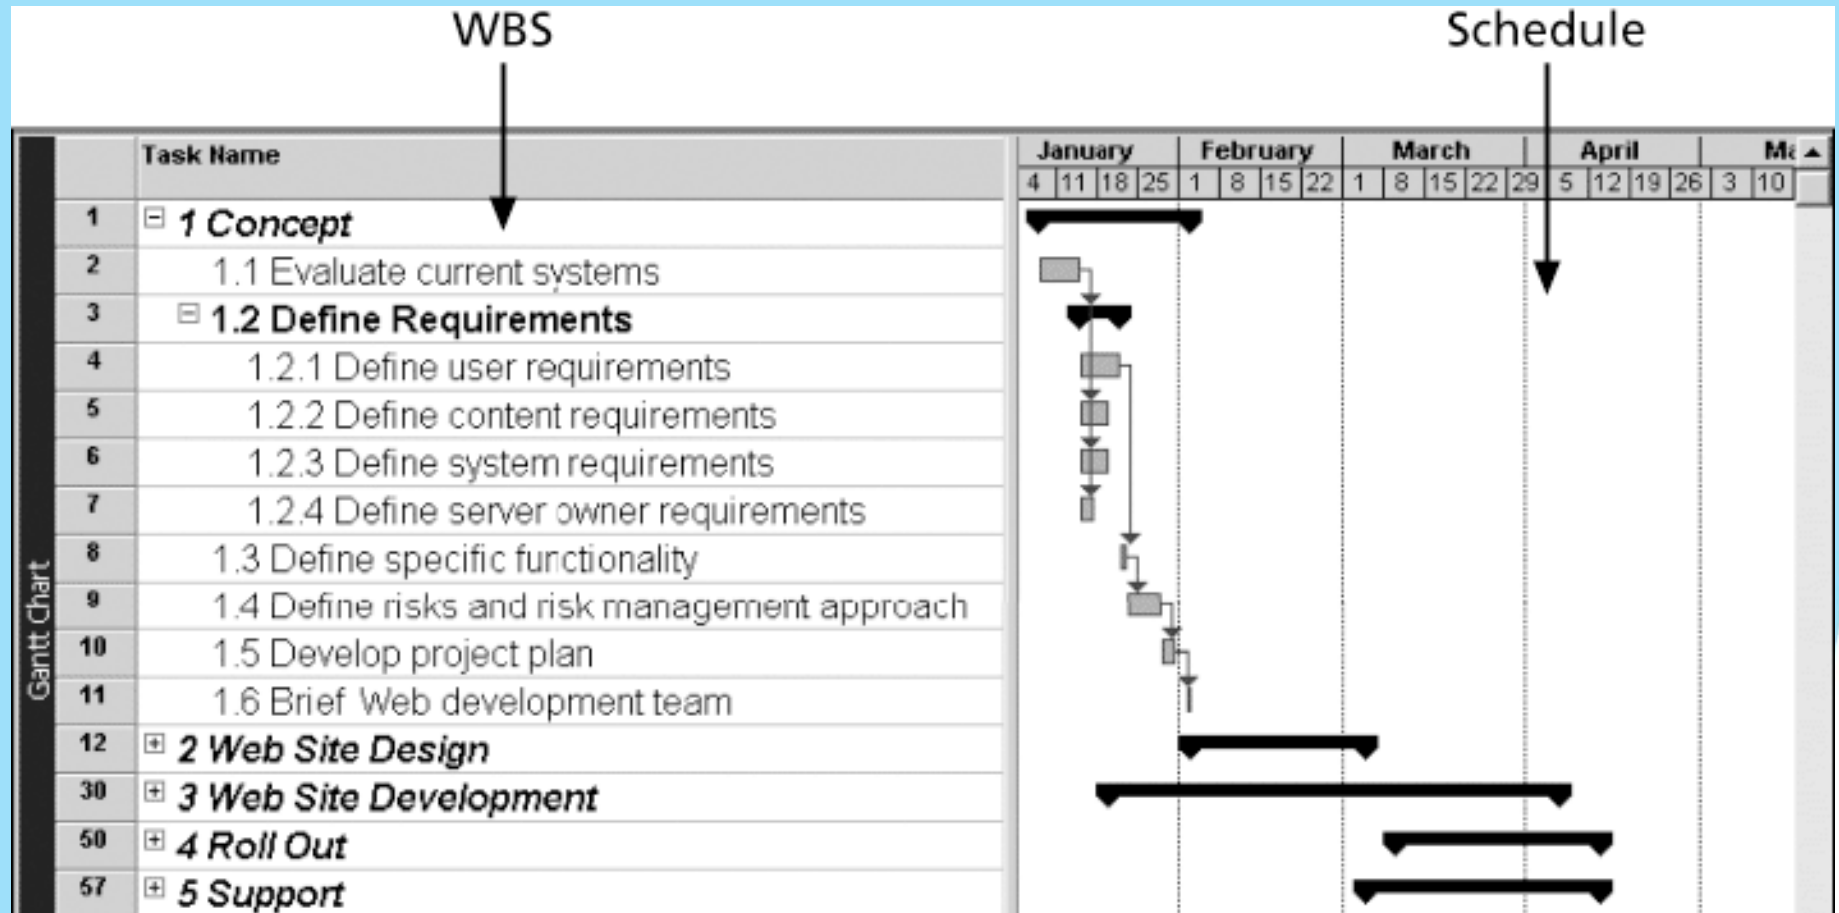 WBS Schedule
Task Name January February March April Ma
4 11 18 25 1 8 15 22 1 8 15 22 29 5 12 19 26 3 10
1 1 Concept
2 1.1 Evaluate current systems
3 1.2 Define Requirements
4 1.2.1 Define user requirements
5 1.2.2 Define content requirements
6 1.2.3 Define system requirements
7 1.2.4 Define server owner requirements
8 1.3 Define specific functionality
9 1.4 Define risks and risk management approach
10 1.5 Develop project plan
11 1.6 Brief Web development team
12 2 Web Site Design
30 3 Web Site Development
50 4 Roll Out
57 5 Support
Gantt Chart